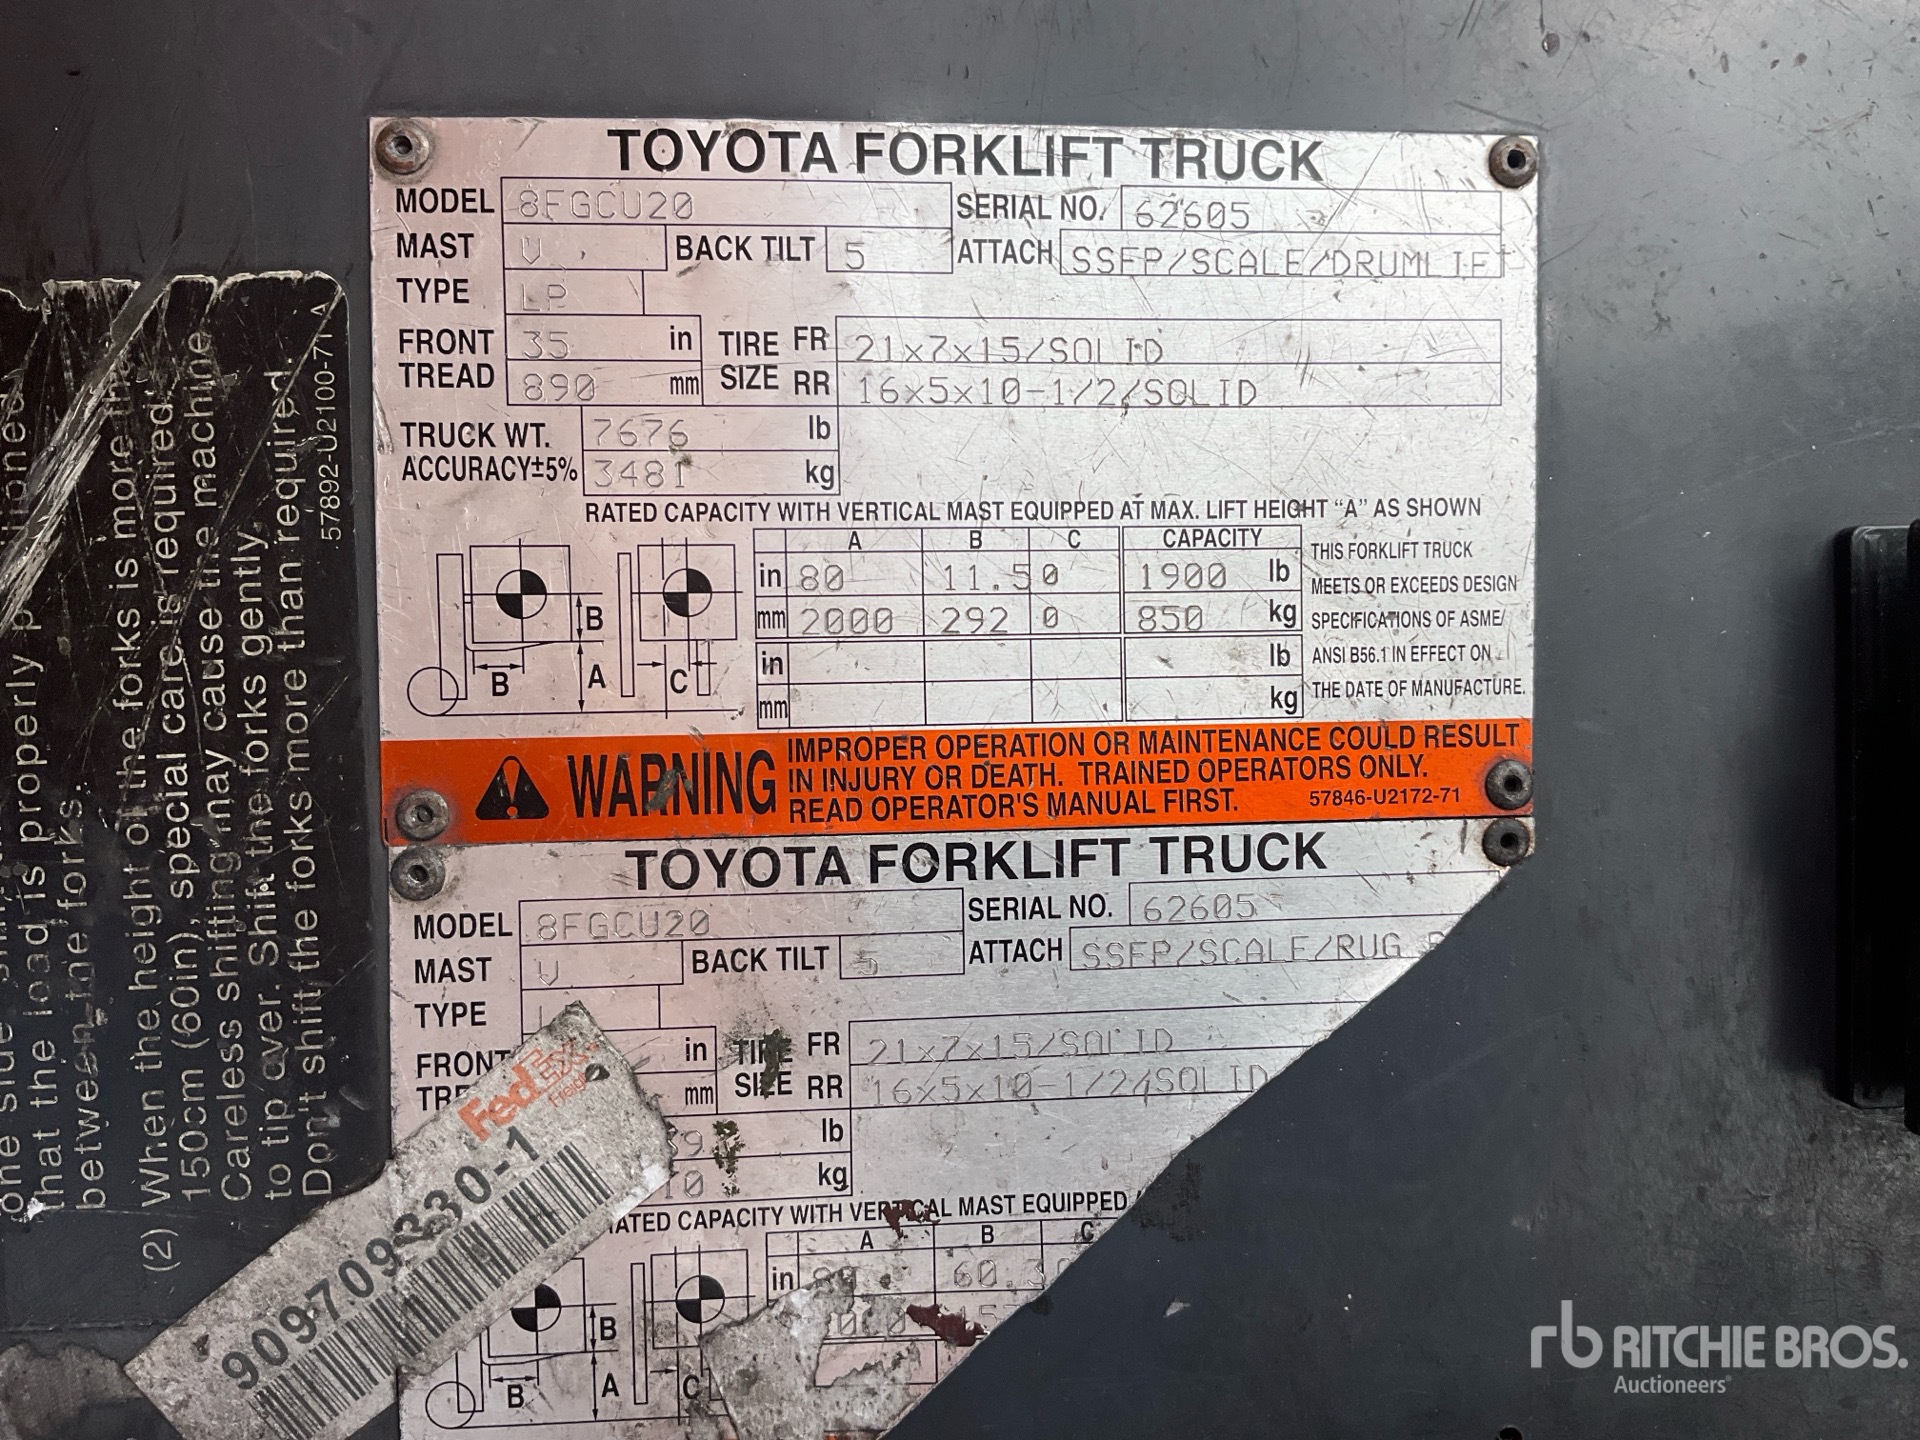 TOYOTA FORKLIFT TRUCK
MODEL 8FGCU20 SERIAL NO. 62605
MAST V BACK TILT 5 ATTACH SSFP/SCALE/DRUMLIFT
TYPE LP
FRONT TREAD 35 in TIRE SIZE FR 21x7x15/SOLID
890 mm RR 16x5x10-1/2/SOLID
TRUCK WT. 7676 lb
ACCURACY±5% 3481 kg
RATED CAPACITY WITH VERTICAL MAST EQUIPPED AT MAX. LIFT HEIGHT "A" AS SHOWN
A B C CAPACITY
in 80 11.50 0 1900 lb
mm 2000 292 0 850 kg
in lb
mm kg
B
B A C
THIS FORKLIFT TRUCK
MEETS OR EXCEEDS DESIGN
SPECIFICATIONS OF ASME/
ANSI B56.1 IN EFFECT ON
THE DATE OF MANUFACTURE.
WARNING
IMPROPER OPERATION OR MAINTENANCE COULD RESULT
IN INJURY OR DEATH. TRAINED OPERATORS ONLY.
READ OPERATOR'S MANUAL FIRST. 57846-U2172-71
TOYOTA FORKLIFT TRUCK
MODEL 8FGCU20 SERIAL NO. 62605
MAST V BACK TILT 5 ATTACH SSFP/SCALE/RUG
TYPE L
FRONT in TIRE SIZE FR 21x7x15/SOLID
TRE mm RR 16x5x10-1/2/SOLID
39 lb
10 kg
RATED CAPACITY WITH VERTICAL MAST EQUIPPED
A B C
in 60.3
B
B A C
FedEx
Freight
909709330-1
one side
that the load is properly positioned
between the forks.
(2) When the height of the forks is more than
150cm (60in), special care is required.
Careless shifting may cause the machine
to tip over. Shift the forks gently.
Don't shift the forks more than required.
57892-U2100-71 A
rb RITCHIE BROS.
Auctioneers